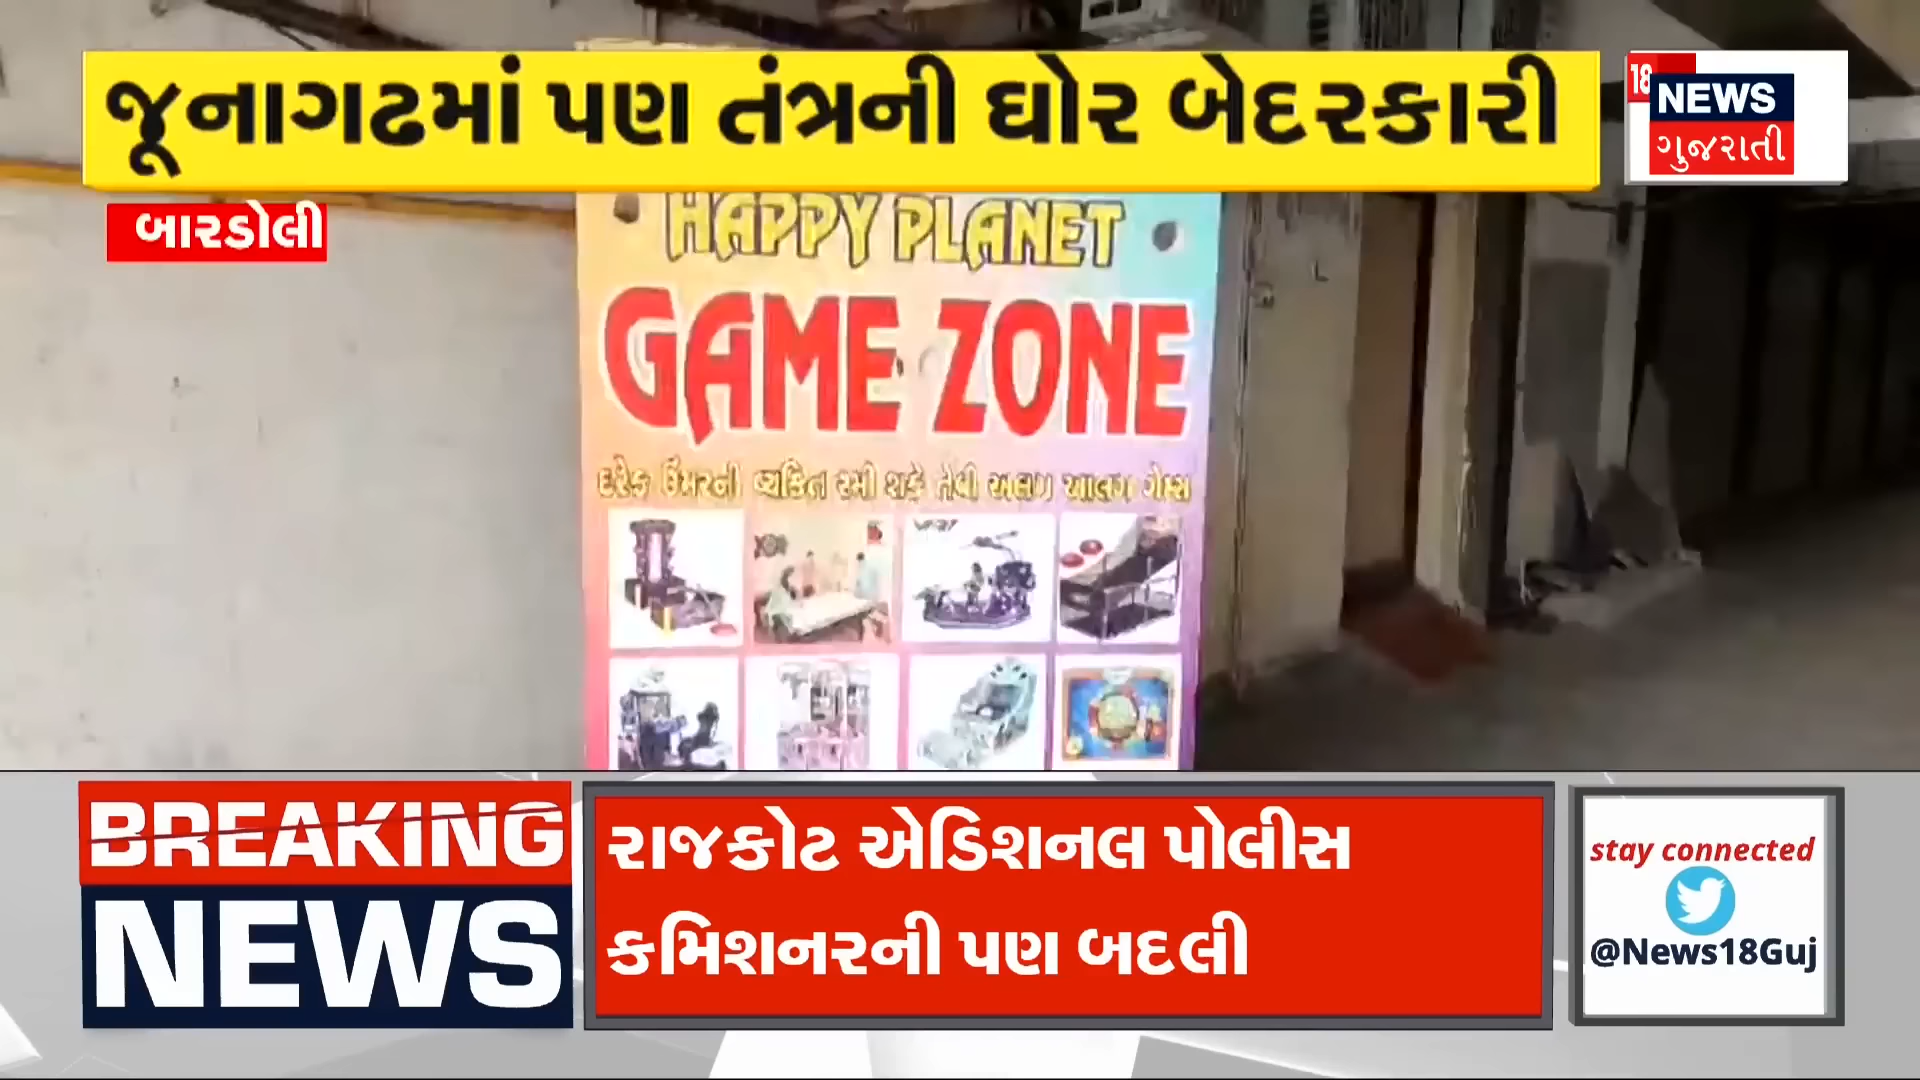 જૂનાગઢમાં પણ તંત્રની ઘોર બેદરકારી
18
NEWS
ગુજરાતી
બારડોલી
HAPPY PLANET
GAME ZONE
દરેક ઉંમરની વ્યકિત રમી શકે તેવી અલગ આલગ ગેમ્સ
BREAKING
NEWS
રાજકોટ એડિશનલ પોલીસ
કમિશનરની પણ બદલી
stay connected
@News18Guj